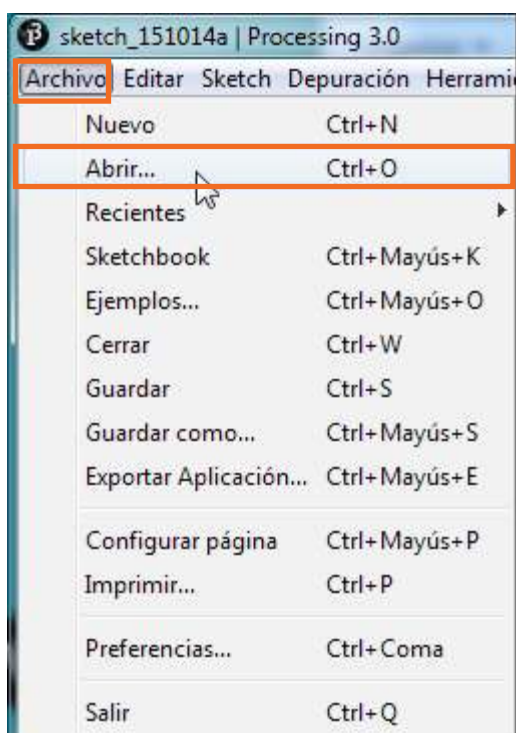 sketch_151014a | Processing 3.0
Archivo Editar Sketch Depuración
Nuevo Ctrl+N
Abrir... Ctrl+O
Recientes
Sketchbook Ctrl+Mayús+K
Ejemplos... Ctrl+Mayús+O
Cerrar Ctrl+W
Guardar Ctrl+S
Guardar como... Ctrl+Mayús+S
Exportar Aplicación... Ctrl+Mayús+E
Configurar página Ctrl+Mayús+P
Imprimir... Ctrl+P
Preferencias... Ctrl+Coma
Salir Ctrl+Q